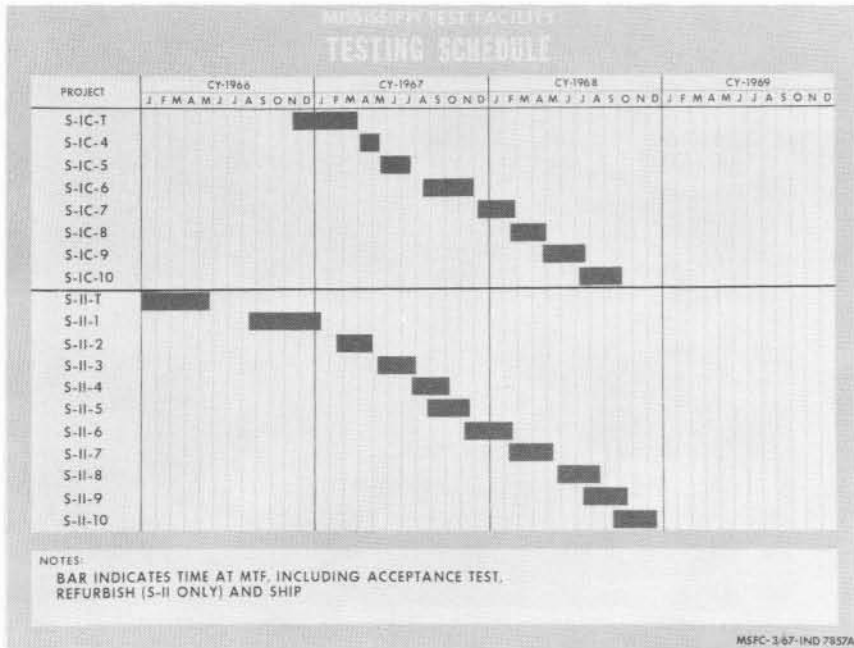 MISSISSIPPI TEST FACILITY
TESTING SCHEDULE
PROJECT
CY-1966
CY-1967
CY-1968
CY-1969
J F M A M J J A S O N D J F M A M J J A S O N D J F M A M J J A S O N D J F M A M J J A S O N D
S-IC-T
S-IC-4
S-IC-5
S-IC-6
S-IC-7
S-IC-8
S-IC-9
S-IC-10
S-II-T
S-II-1
S-II-2
S-II-3
S-II-4
S-II-5
S-II-6
S-II-7
S-II-8
S-II-9
S-II-10
NOTES:
BAR INDICATES TIME AT MTF, INCLUDING ACCEPTANCE TEST,
REFURBISH (S-II ONLY) AND SHIP
MSFC-3/67-IND 7857A